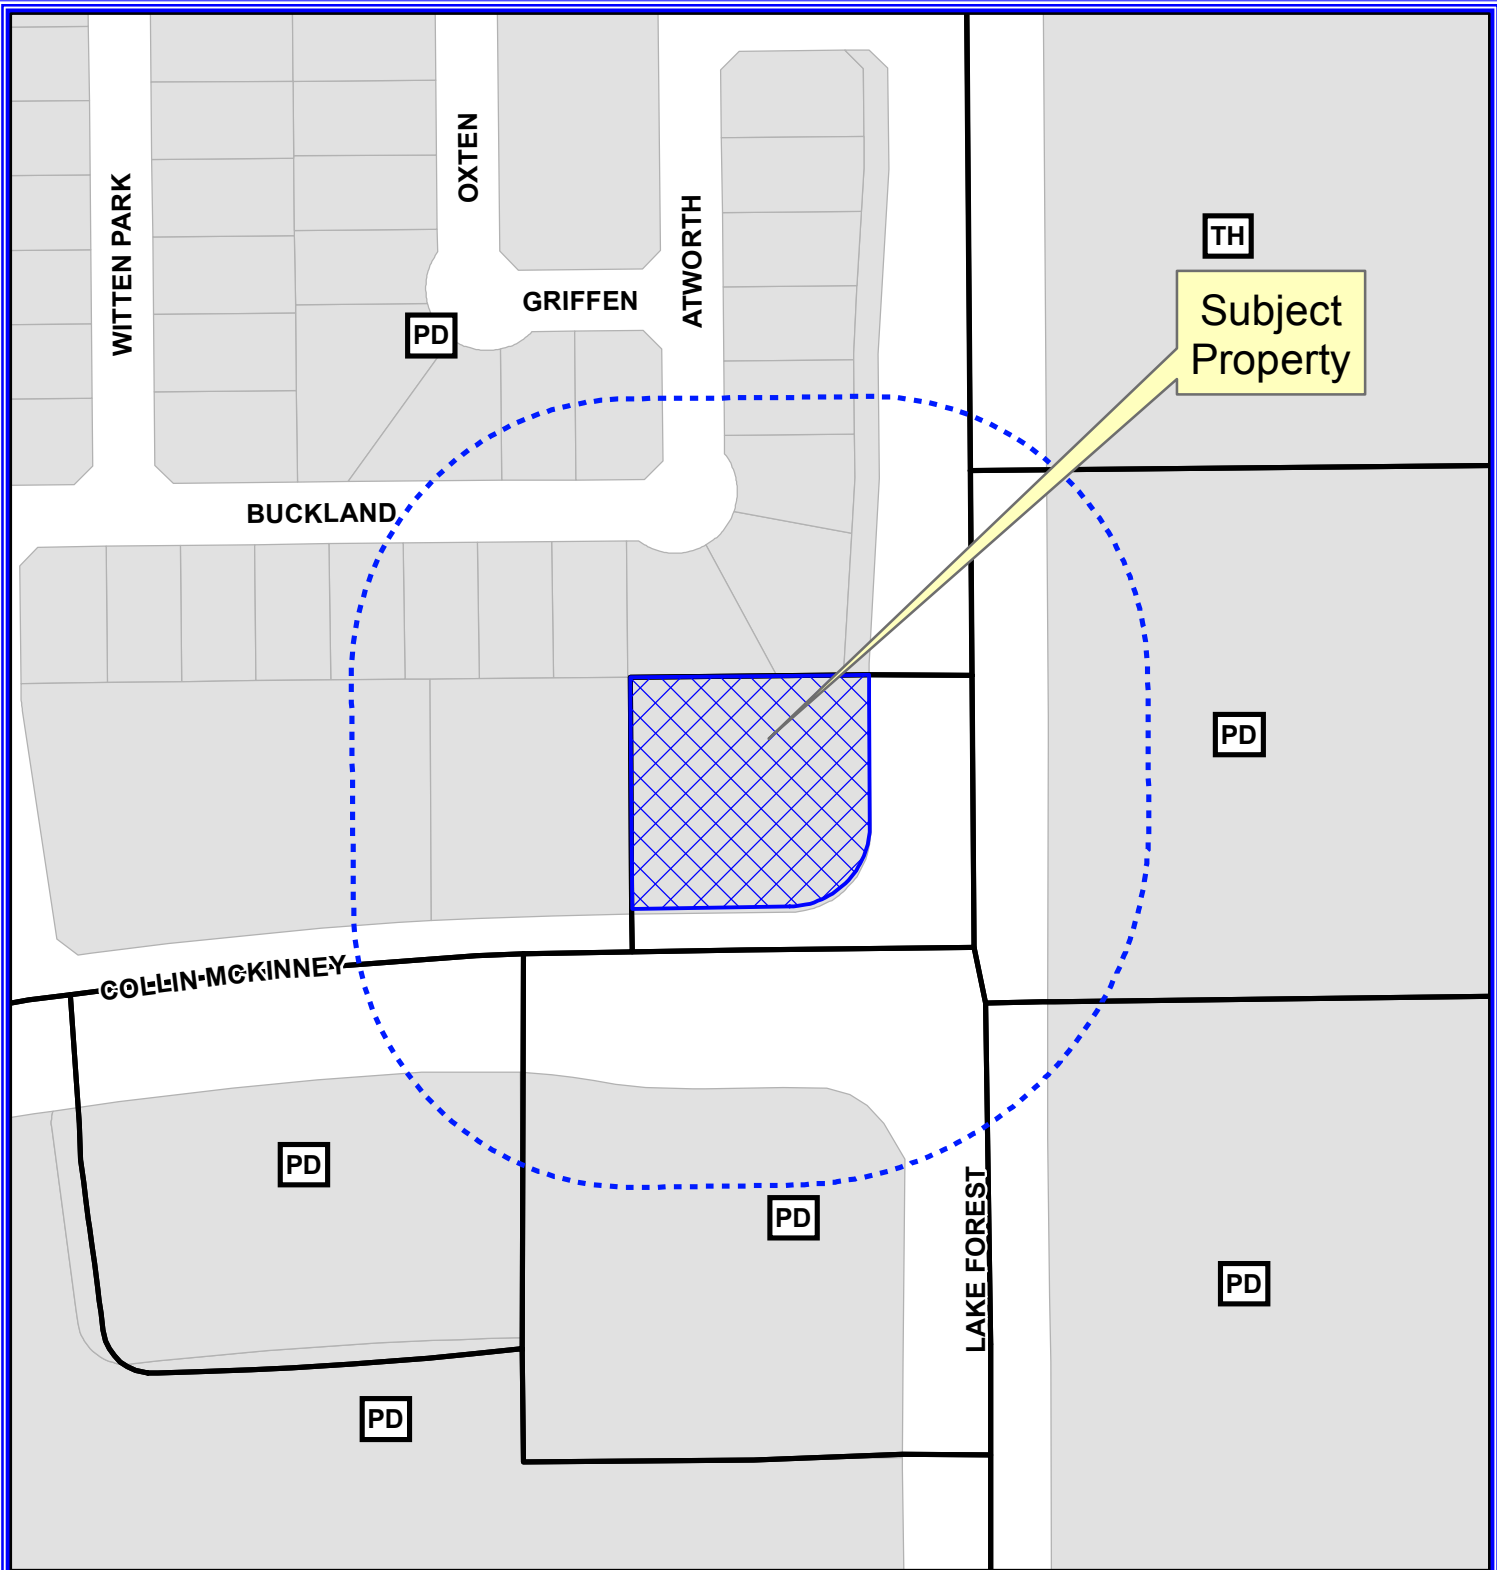 OXTEN
WITTEN PARK
ATWORTH
TH
GRIFFEN
PD
Subject
Property
BUCKLAND
PD
COLLIN MCKINNEY
PD
PD
LAKE FOREST
PD
PD